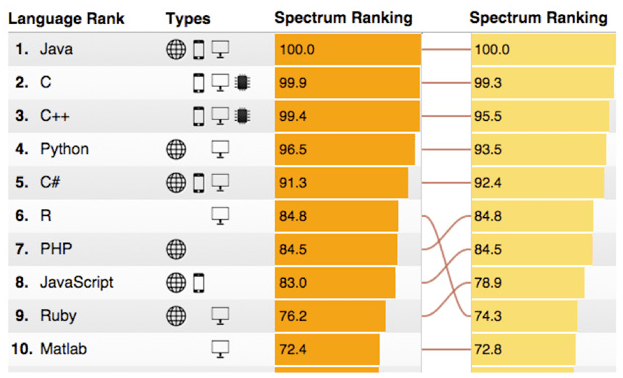 Language Rank Types Spectrum Ranking Spectrum Ranking
1. Java 100.0 100.0
2. C 99.9 99.3
3. C++ 99.4 95.5
4. Python 96.5 93.5
5. C# 91.3 92.4
6. R 84.8 84.8
7. PHP 84.5 84.5
8. JavaScript 83.0 78.9
9. Ruby 76.2 74.3
10. Matlab 72.4 72.8